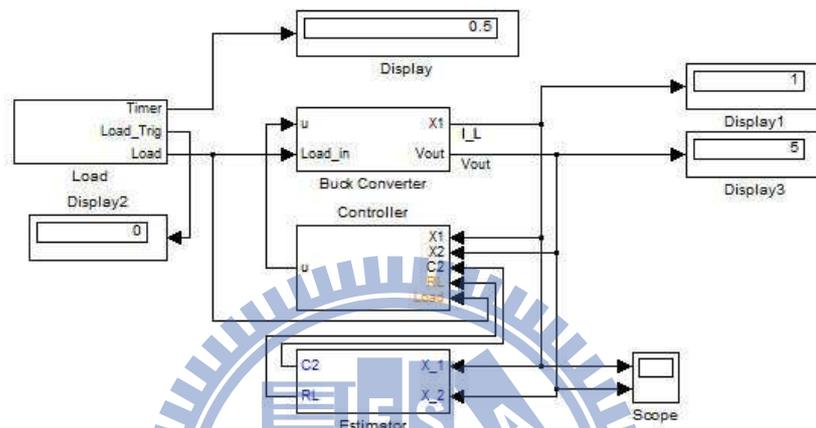 0.5
Display
Timer
Load_Trig
Load
Load
u
Load_in
X1
Vout
Buck Converter
I_L
Vout
1
Display1
5
Display3
Display2
0
Controller
u
X1
X2
C2
RL
Load
C2
RL
X_1
X_2
Estimator
Scope